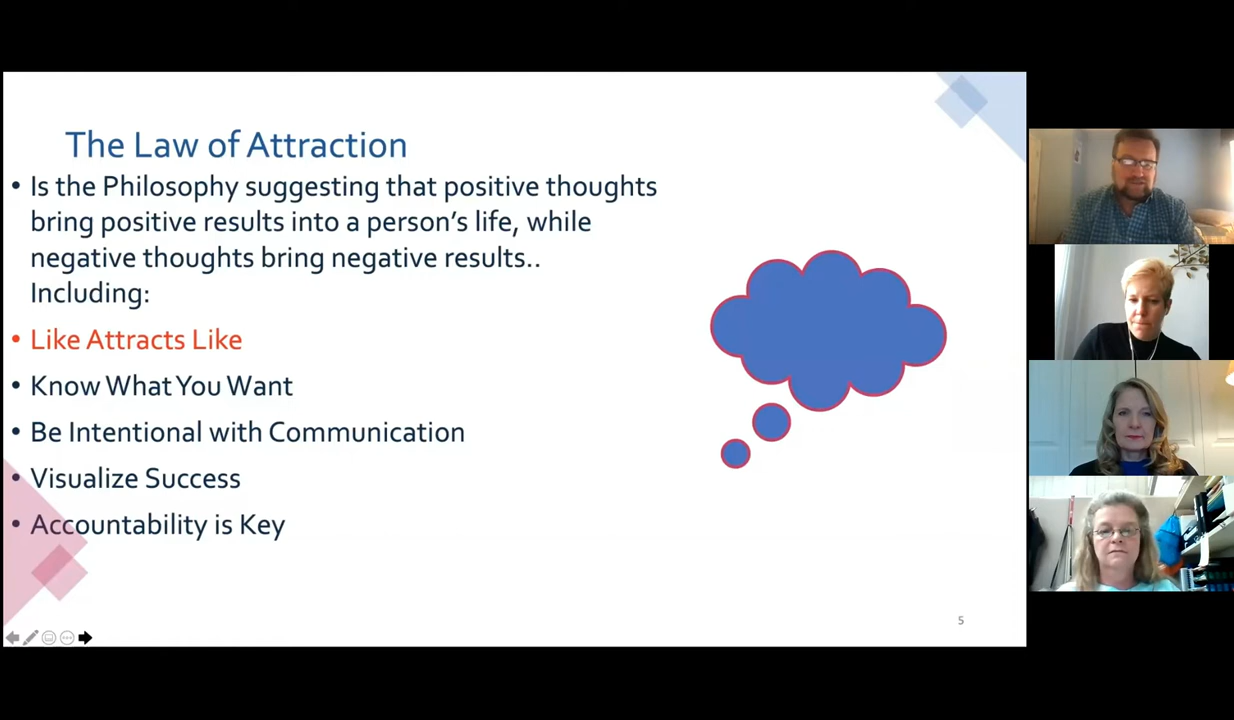 The Law of Attraction
• Is the Philosophy suggesting that positive thoughts
bring positive results into a person's life, while
negative thoughts bring negative results..
Including:
• Like Attracts Like
• Know What You Want
• Be Intentional with Communication
• Visualize Success
• Accountability is Key
5